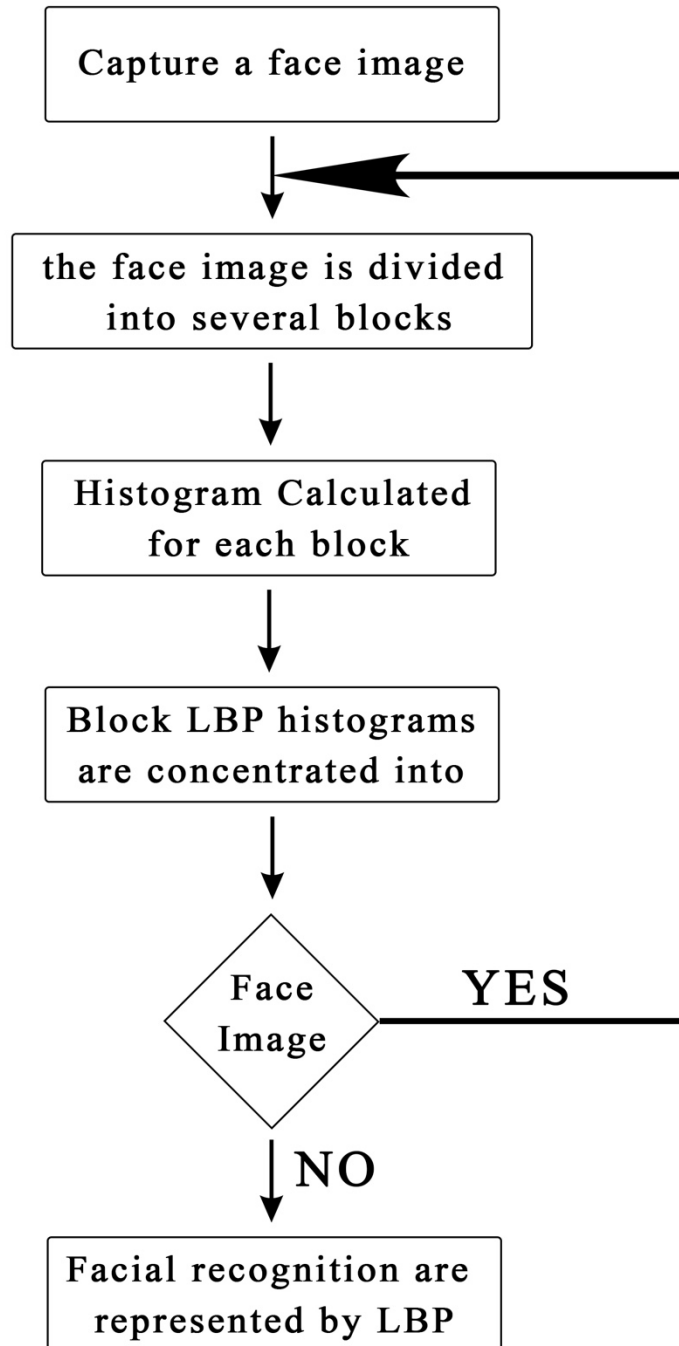 Capture a face image
the face image is divided
into several blocks
Histogram Calculated
for each block
Block LBP histograms
are concentrated into
Face
Image
YES
NO
Facial recognition are
represented by LBP